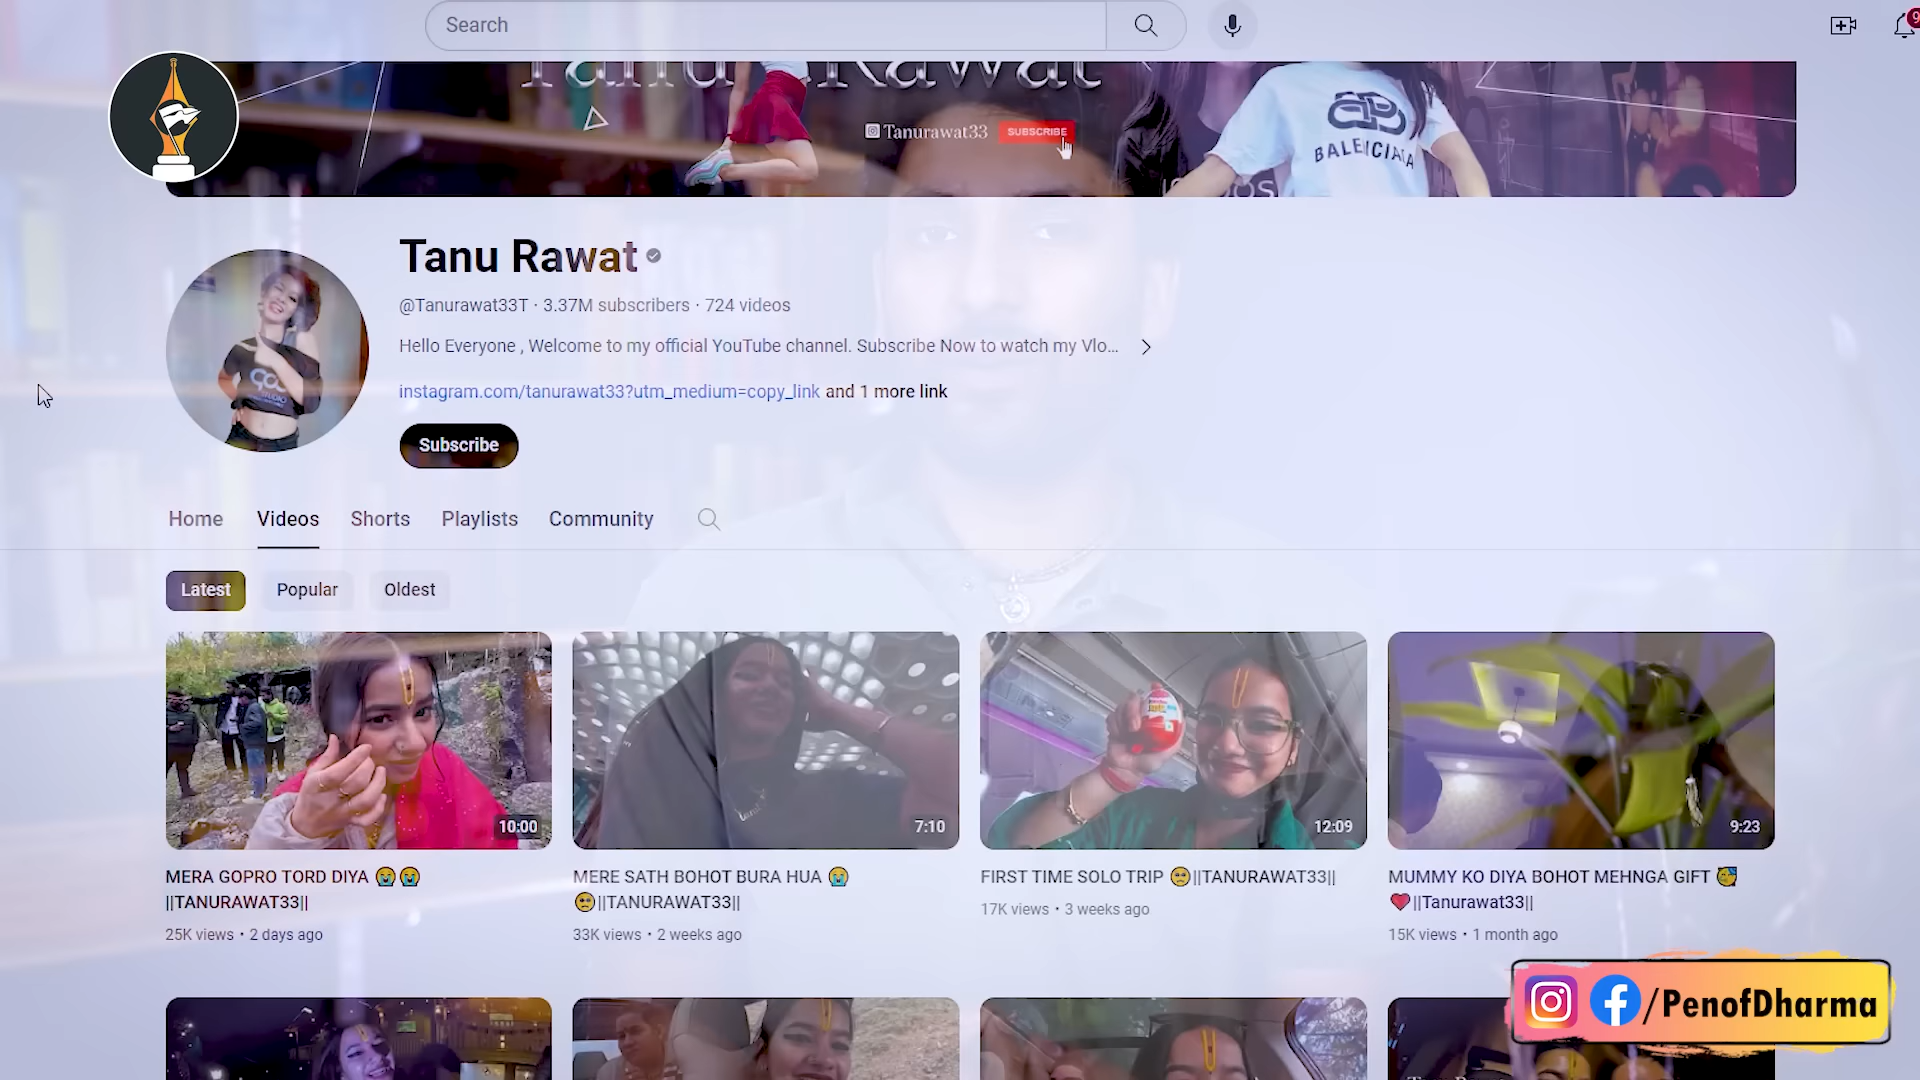 Search
9
Tanu Rawat
Tanurawat33 SUBSCRIBE
BALENCIAGA
Tanu Rawat
@Tanurawat33T · 3.37M subscribers · 724 videos
Hello Everyone , Welcome to my official YouTube channel. Subscribe Now to watch my Vlo...
instagram.com/tanurawat33?utm_medium=copy_link and 1 more link
Subscribe
Home Videos Shorts Playlists Community
Latest Popular Oldest
10:00 7:10 12:09 9:23
MERA GOPRO TORD DIYA 😭😭
||TANURAWAT33||
25K views • 2 days ago
MERE SATH BOHOT BURA HUA 😭
🥺||TANURAWAT33||
33K views • 2 weeks ago
FIRST TIME SOLO TRIP 🥺||TANURAWAT33||
17K views • 3 weeks ago
MUMMY KO DIYA BOHOT MEHNGA GIFT 🥳
❤️||Tanurawat33||
15K views • 1 month ago
/PenofDharma